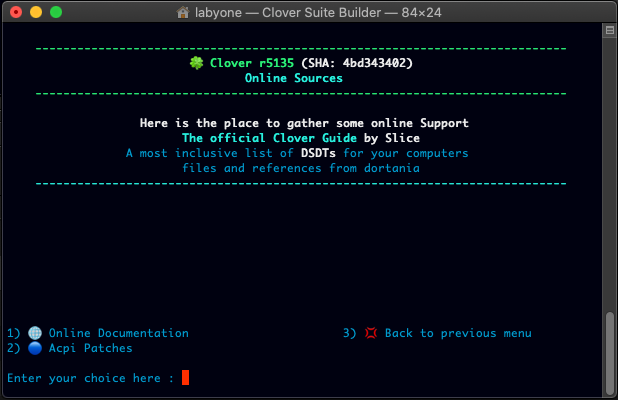 labyone — Clover Suite Builder — 84×24
Clover r5135 (SHA: 4bd343402)
Online Sources
Here is the place to gather some online Support
The official Clover Guide by Slice
A most inclusive list of DSDTs for your computers
files and references from dortania
1) Online Documentation
3) Back to previous menu
2) Acpi Patches
Enter your choice here :